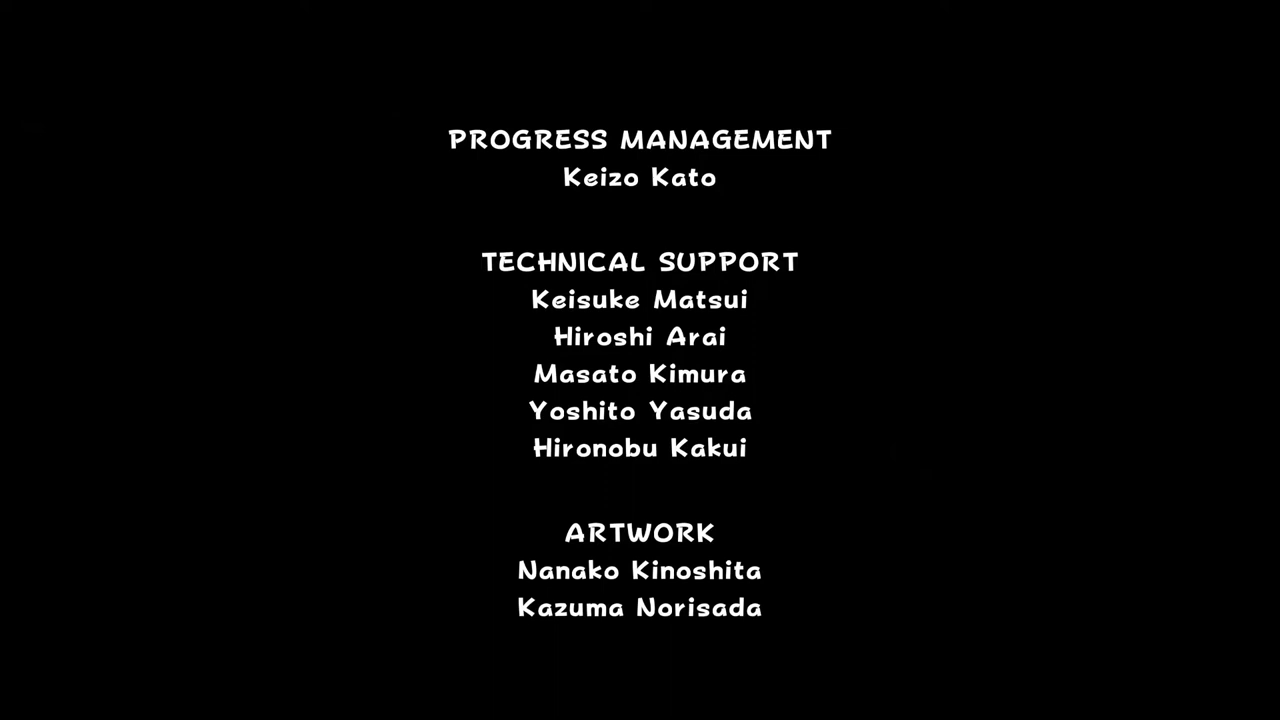 PROGRESS MANAGEMENT
Keizo Kato
TECHNICAL SUPPORT
Keisuke Matsui
Hiroshi Arai
Masato Kimura
Yoshito Yasuda
Hironobu Kakui
ARTWORK
Nanako Kinoshita
Kazuma Norisada